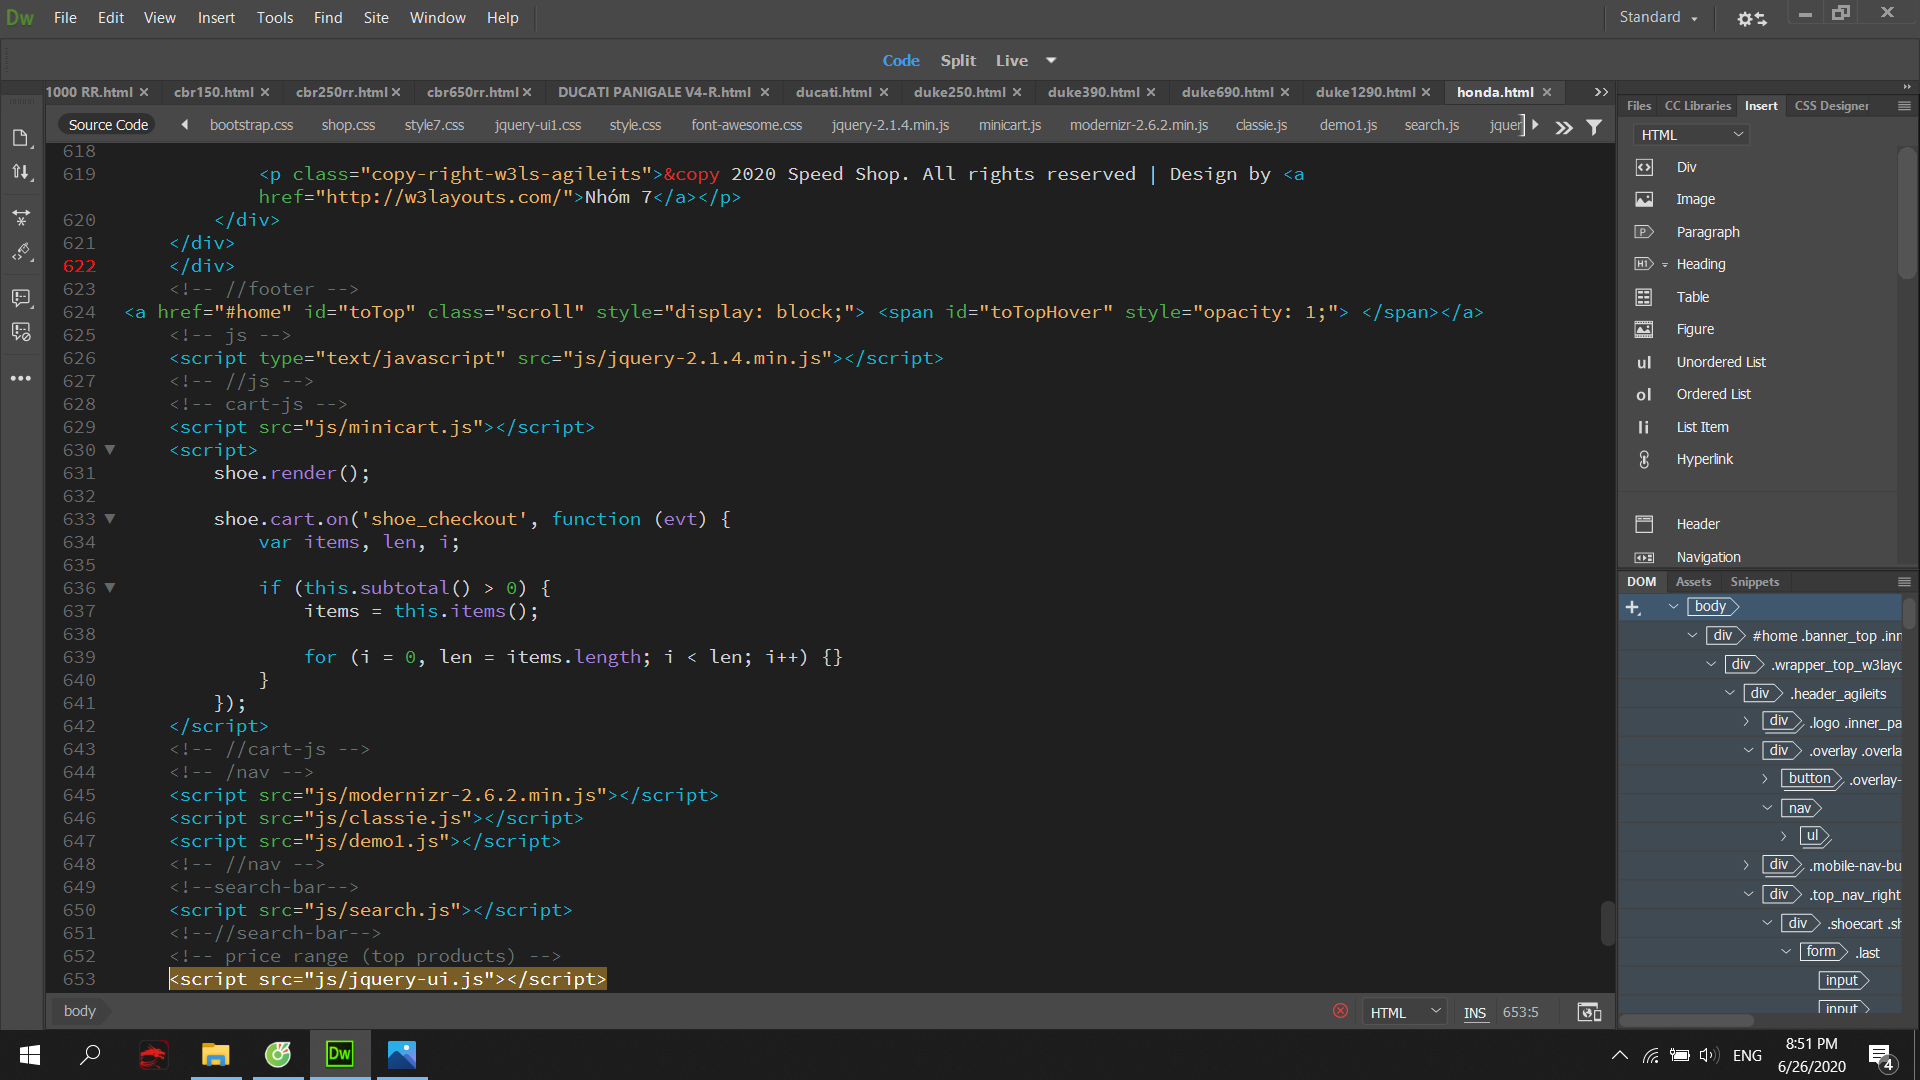 Dw File Edit View Insert Tools Find Site Window Help Standard
Code Split Live
1000 RR.html cbr150.html cbr250rr.html cbr650rr.html DUCATI PANIGALE V4-R.html ducati.html duke250.html duke390.html duke690.html duke1290.html honda.html
Source Code bootstrap.css shop.css style7.css jquery-ui1.css style.css font-awesome.css jquery-2.1.4.min.js minicart.js modernizr-2.6.2.min.js classie.js demo1.js search.js jquer
618
619 <p class="copy-right-w3ls-agileits">&copy 2020 Speed Shop. All rights reserved | Design by <a
href="http://w3layouts.com/">Nhóm 7</a></p>
620 </div>
621 </div>
622 </div>
623 <!-- //footer -->
624 <a href="#home" id="toTop" class="scroll" style="display: block;"> <span id="toTopHover" style="opacity: 1;"> </span></a>
625 <!-- js -->
626 <script type="text/javascript" src="js/jquery-2.1.4.min.js"></script>
627 <!-- //js -->
628 <!-- cart-js -->
629 <script src="js/minicart.js"></script>
630 <script>
631 shoe.render();
632
633 shoe.cart.on('shoe_checkout', function (evt) {
634 var items, len, i;
635
636 if (this.subtotal() > 0) {
637 items = this.items();
638
639 for (i = 0, len = items.length; i < len; i++) {}
640 }
641 });
642 </script>
643 <!-- //cart-js -->
644 <!-- /nav -->
645 <script src="js/modernizr-2.6.2.min.js"></script>
646 <script src="js/classie.js"></script>
647 <script src="js/demo1.js"></script>
648 <!-- //nav -->
649 <!--search-bar-->
650 <script src="js/search.js"></script>
651 <!--//search-bar-->
652 <!-- price range (top products) -->
653 <script src="js/jquery-ui.js"></script>
body HTML INS 653:5
Files CC Libraries Insert CSS Designer
HTML
Div
Image
P Paragraph
H1 Heading
Table
Figure
ul Unordered List
ol Ordered List
li List Item
Hyperlink
Header
Navigation
DOM Assets Snippets
body
div #home .banner_top .inn
div .wrapper_top_w3layo
div .header_agileits
div .logo .inner_pa
div .overlay .overla
button .overlay-
nav
ul
div .mobile-nav-bu
div .top_nav_right
div .shoecart .sh
form .last
input
input
Dw ENG 8:51 PM
6/26/2020 4